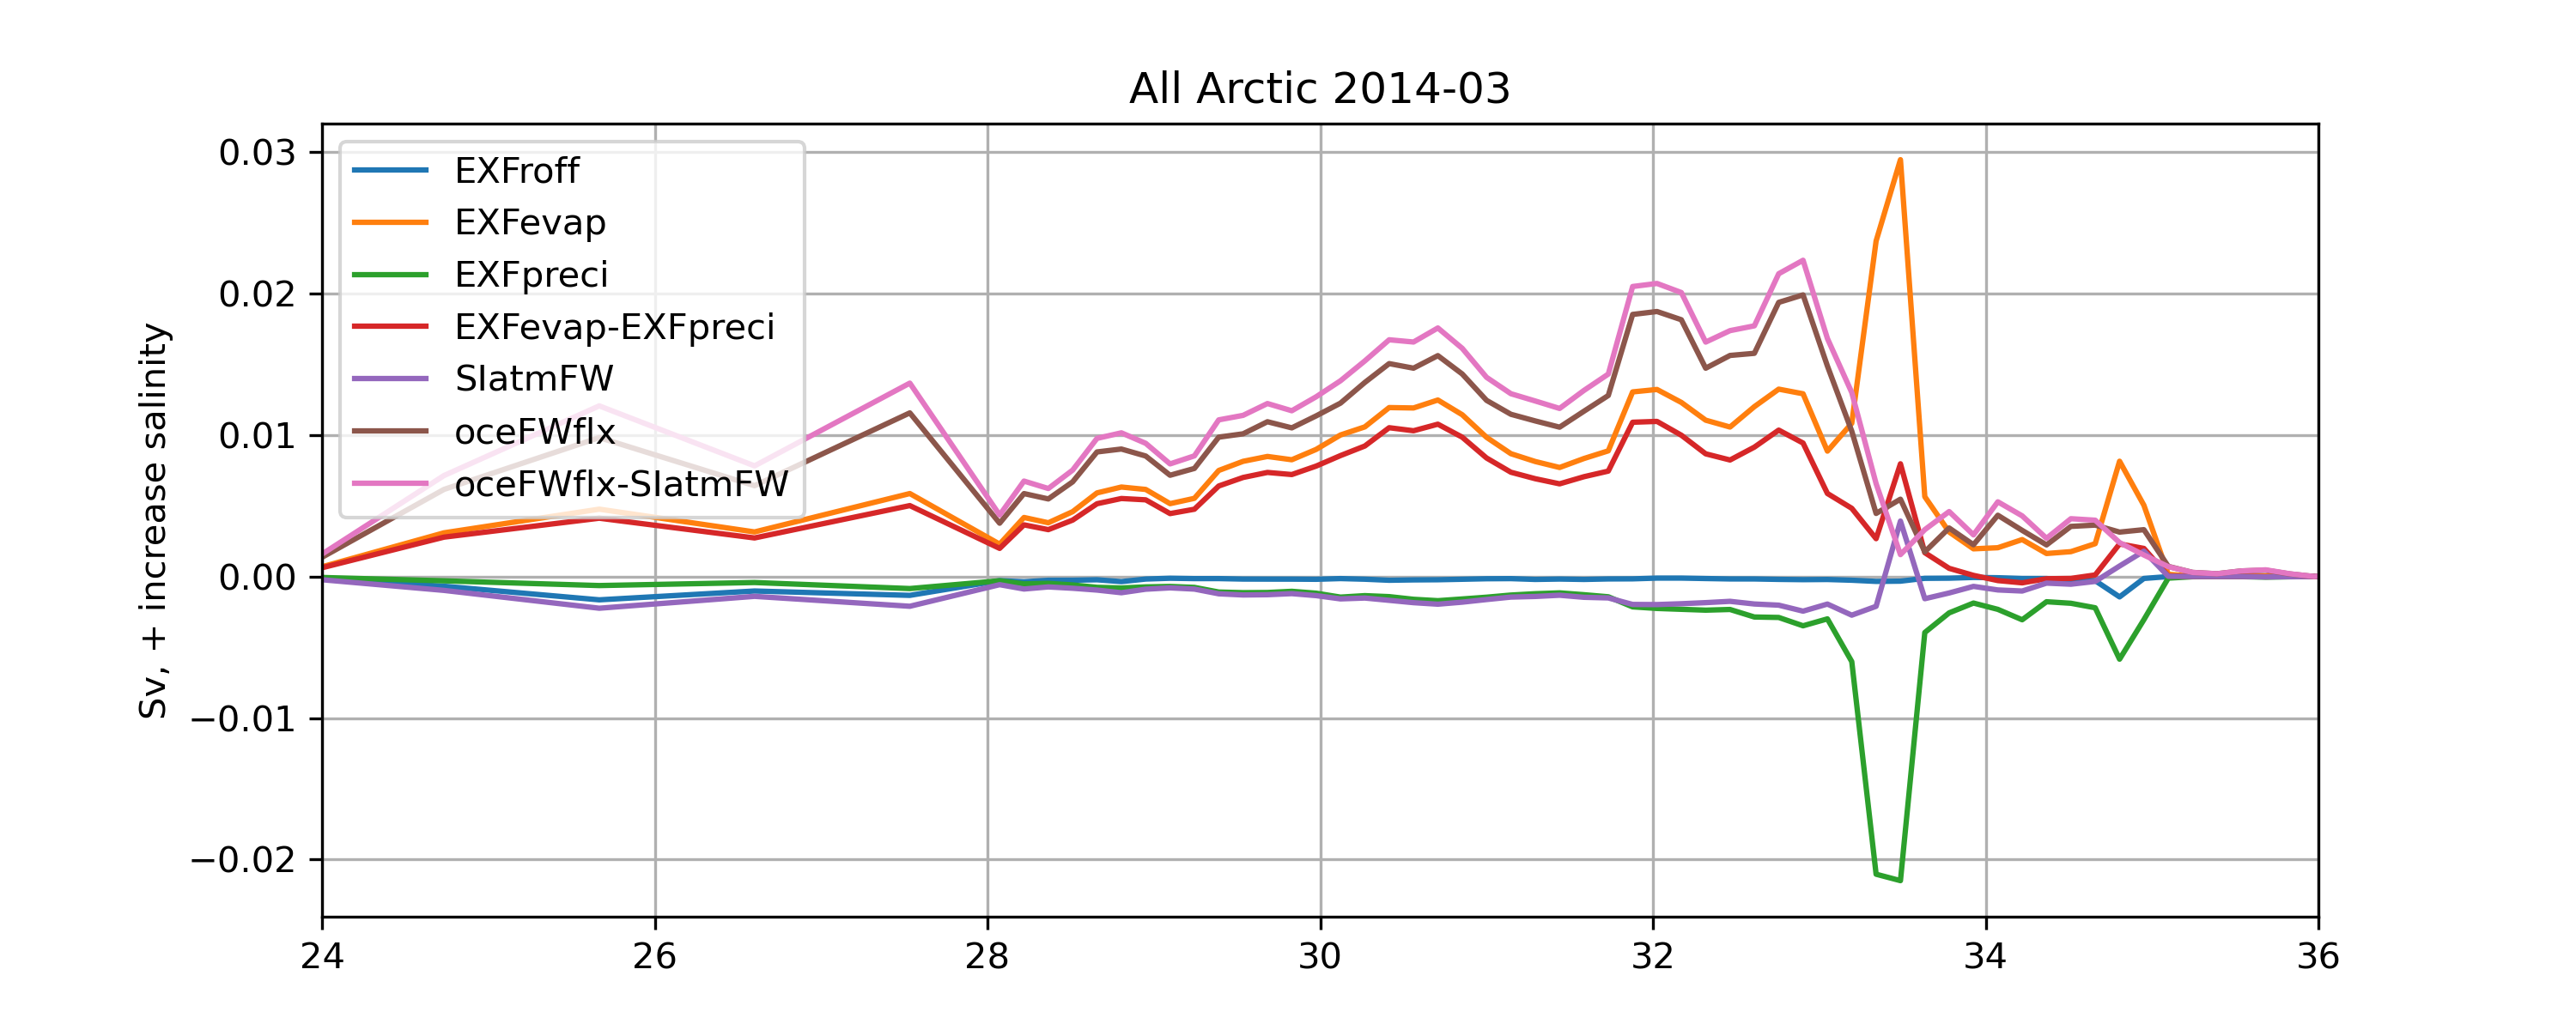 All Arctic 2014-03
Sv, + increase salinity
0.03
0.02
0.01
0.00
−0.01
−0.02
EXFroff
EXFevap
EXFpreci
EXFevap-EXFpreci
SIatmFW
oceFWflx
oceFWflx-SIatmFW
24 26 28 30 32 34 36